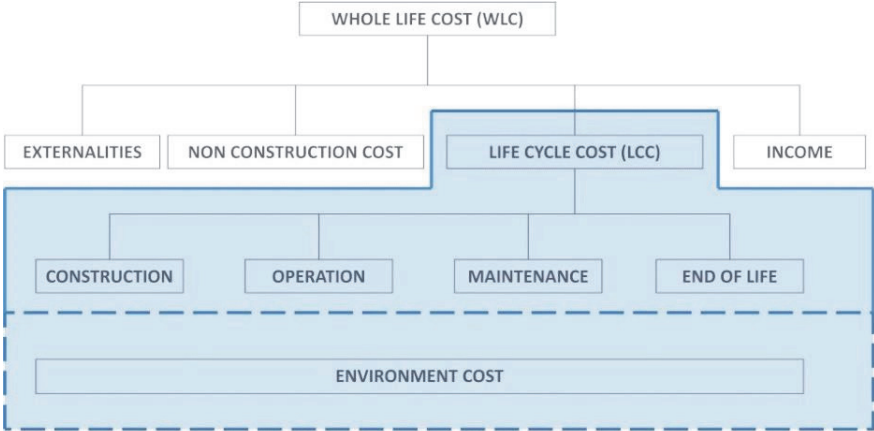 WHOLE LIFE COST (WLC)
EXTERNALITIES
NON CONSTRUCTION COST
LIFE CYCLE COST (LCC)
INCOME
CONSTRUCTION
OPERATION
MAINTENANCE
END OF LIFE
ENVIRONMENT COST